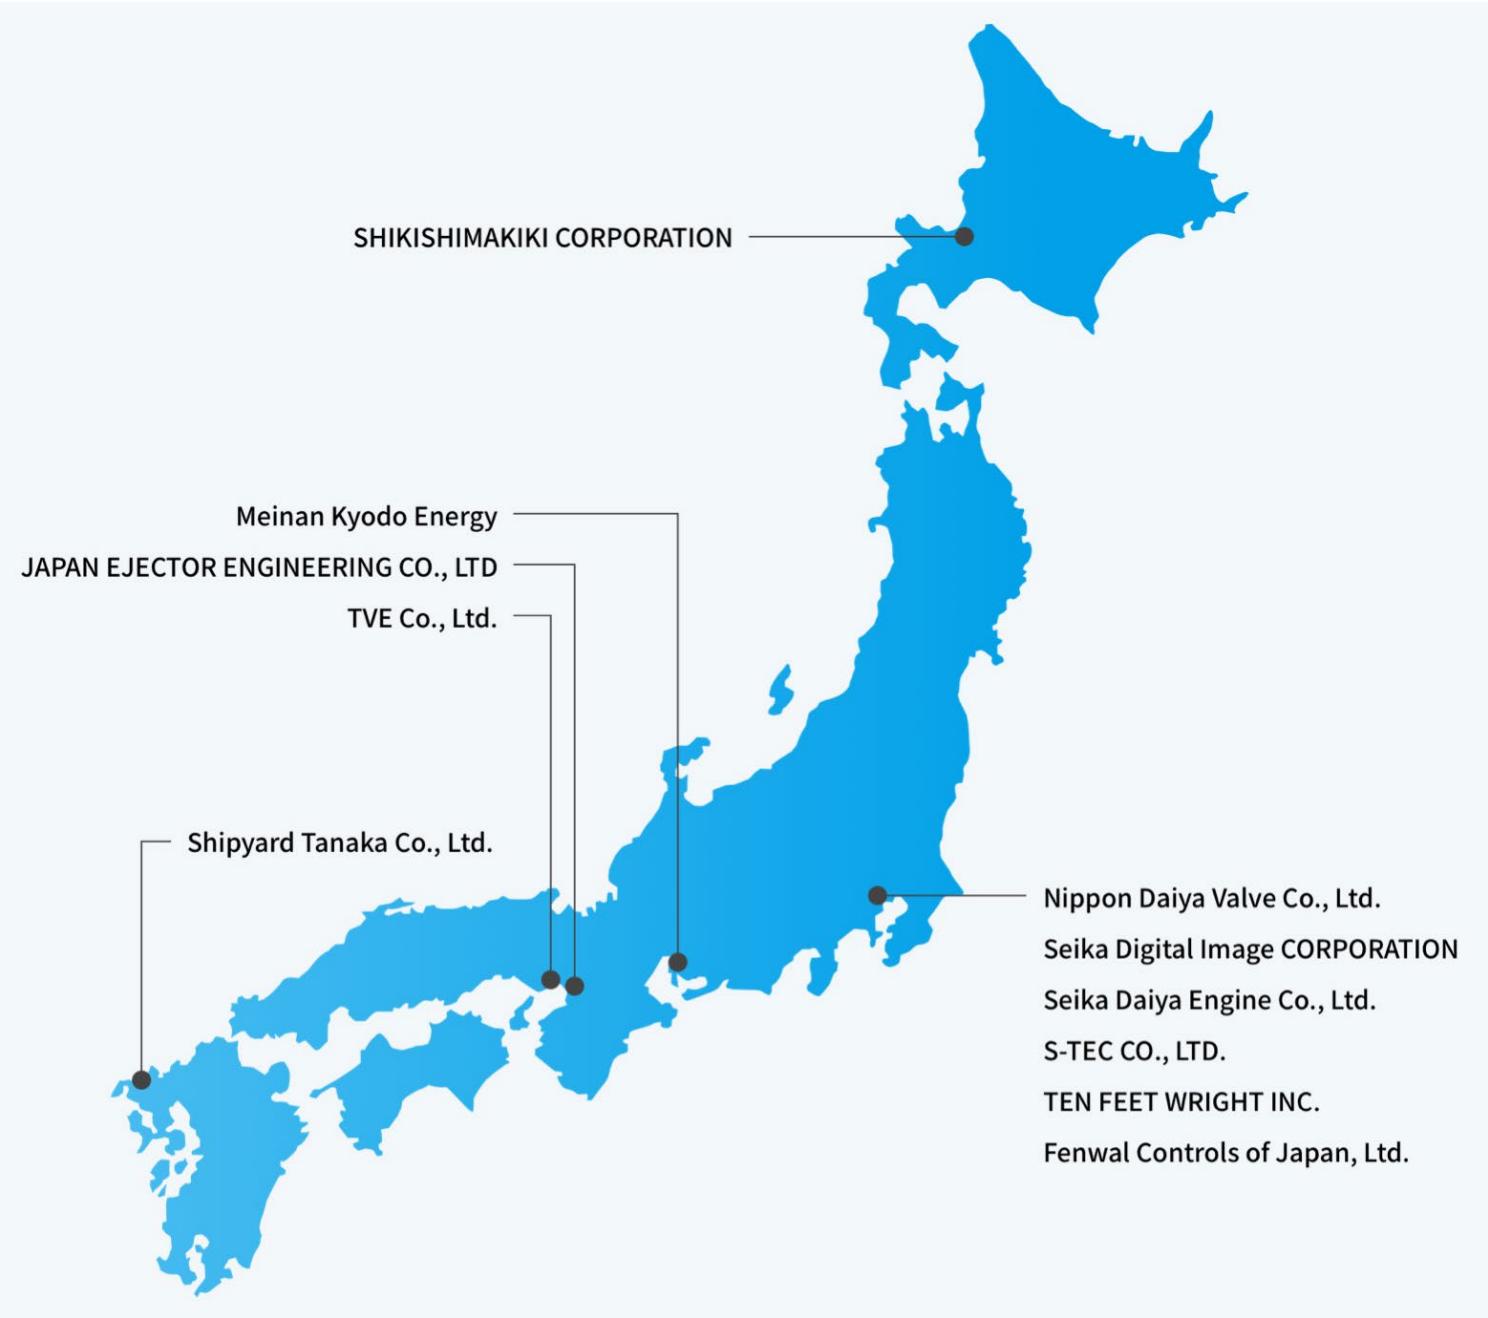 SHIKISHIMAKIKI CORPORATION
Meinan Kyodo Energy
JAPAN EJECTOR ENGINEERING CO., LTD
TVE Co., Ltd.
Shipyard Tanaka Co., Ltd.
Nippon Daiya Valve Co., Ltd.
Seika Digital Image CORPORATION
Seika Daiya Engine Co., Ltd.
S-TEC CO., LTD.
TEN FEET WRIGHT INC.
Fenwal Controls of Japan, Ltd.